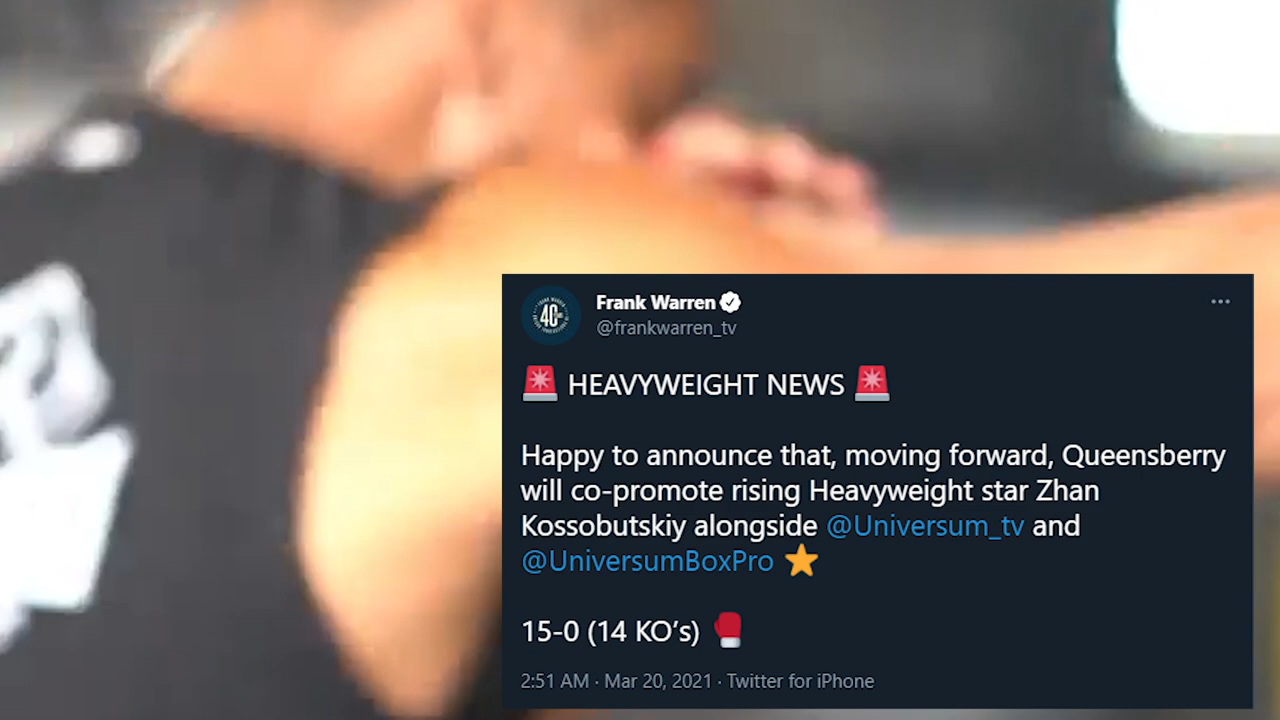 Frank Warren
@frankwarren_tv
40
🚨 HEAVYWEIGHT NEWS 🚨
Happy to announce that, moving forward, Queensberry
will co-promote rising Heavyweight star Zhan
Kossobutskiy alongside @Universum_tv and
@UniversumBoxPro ⭐
15-0 (14 KO’s) 🥊
2:51 AM · Mar 20, 2021 · Twitter for iPhone